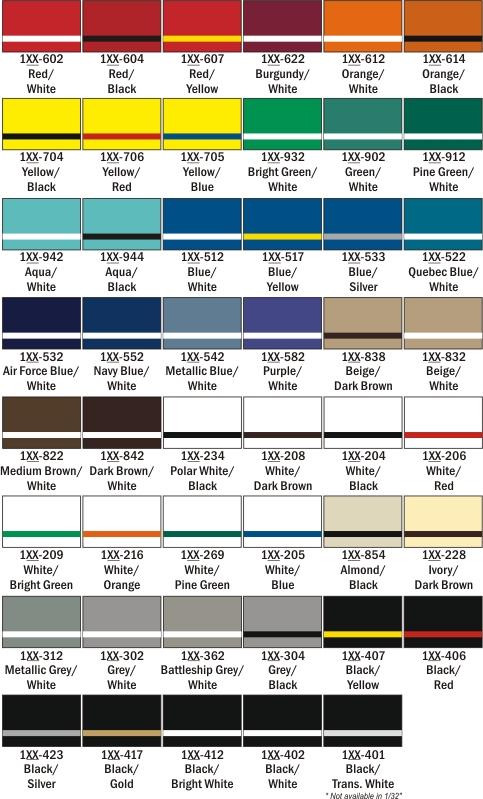 1XX-602 1XX-604 1XX-607 1XX-622 1XX-612 1XX-614
Red/ Red/ Red/ Burgundy/ Orange/ Orange/
White Black Yellow White White Black
1XX-704 1XX-706 1XX-705 1XX-932 1XX-902 1XX-912
Yellow/ Yellow/ Yellow/ Bright Green/ Green/ Pine Green/
Black Red Blue White White White
1XX-942 1XX-944 1XX-512 1XX-517 1XX-533 1XX-522
Aqua/ Aqua/ Blue/ Blue/ Blue/ Quebec Blue/
White Black White Yellow Silver White
1XX-532 1XX-552 1XX-542 1XX-582 1XX-838 1XX-832
Air Force Blue/ Navy Blue/ Metallic Blue/ Purple/ Beige/ Beige/
White White White White Dark Brown White
1XX-822 1XX-842 1XX-234 1XX-208 1XX-204 1XX-206
Medium Brown/ Dark Brown/ Polar White/ White/ White/ White/
White White Black Dark Brown Black Red
1XX-209 1XX-216 1XX-269 1XX-205 1XX-854 1XX-228
White/ White/ White/ White/ Almond/ Ivory/
Bright Green Orange Pine Green Blue Black Dark Brown
1XX-312 1XX-302 1XX-362 1XX-304 1XX-407 1XX-406
Metallic Grey/ Grey/ Battleship Grey/ Grey/ Black/ Black/
White White White Black Yellow Red
1XX-423 1XX-417 1XX-412 1XX-402 1XX-401
Black/ Black/ Black/ Black/ Black/
Silver Gold Bright White White Trans. White
* Not available in 1/32"